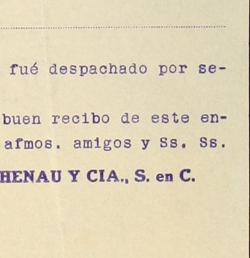 fué despachado por se-
buen recibo de este en-
afmos. amigos y Ss. Ss.
HENAU Y CIA., S. en C.